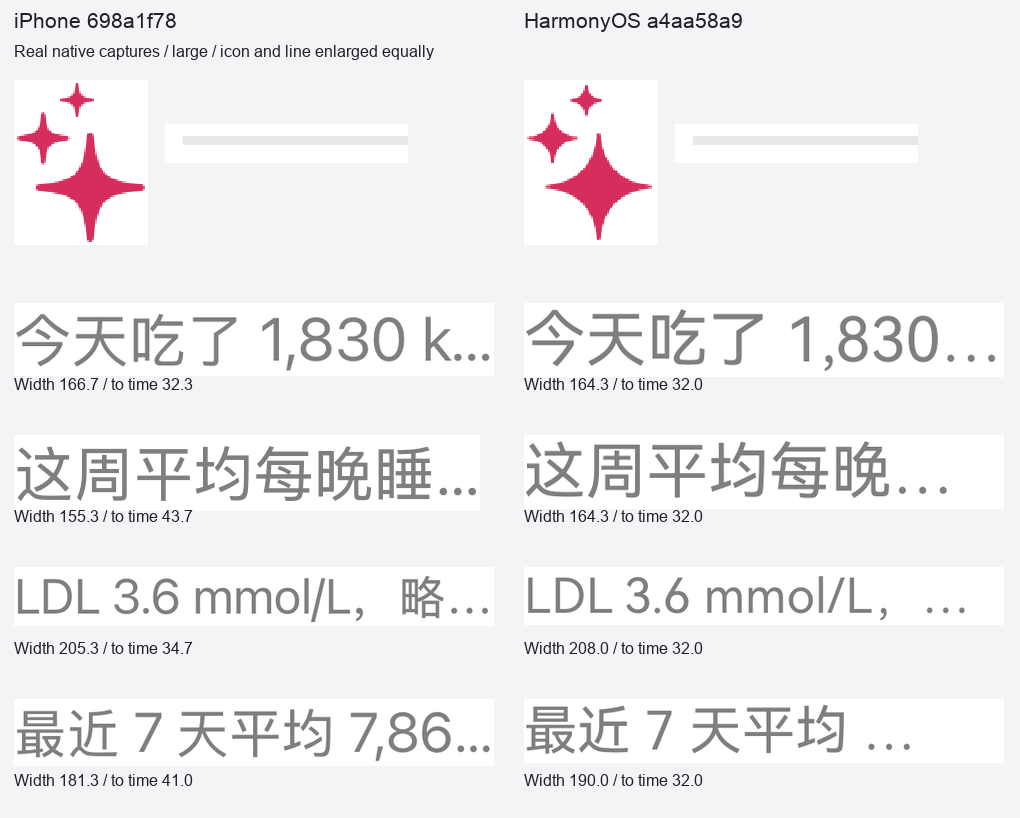 iPhone 698a1f78
HarmonyOS a4aa58a9
Real native captures / large / icon and line enlarged equally
今天吃了 1,830 k...
今天吃了 1,830...
Width 166.7 / to time 32.3
Width 164.3 / to time 32.0
这周平均每晚睡...
这周平均每晚...
Width 155.3 / to time 43.7
Width 164.3 / to time 32.0
LDL 3.6 mmol/L，略...
LDL 3.6 mmol/L，...
Width 205.3 / to time 34.7
Width 208.0 / to time 32.0
最近 7 天平均 7,86...
最近 7 天平均 ...
Width 181.3 / to time 41.0
Width 190.0 / to time 32.0